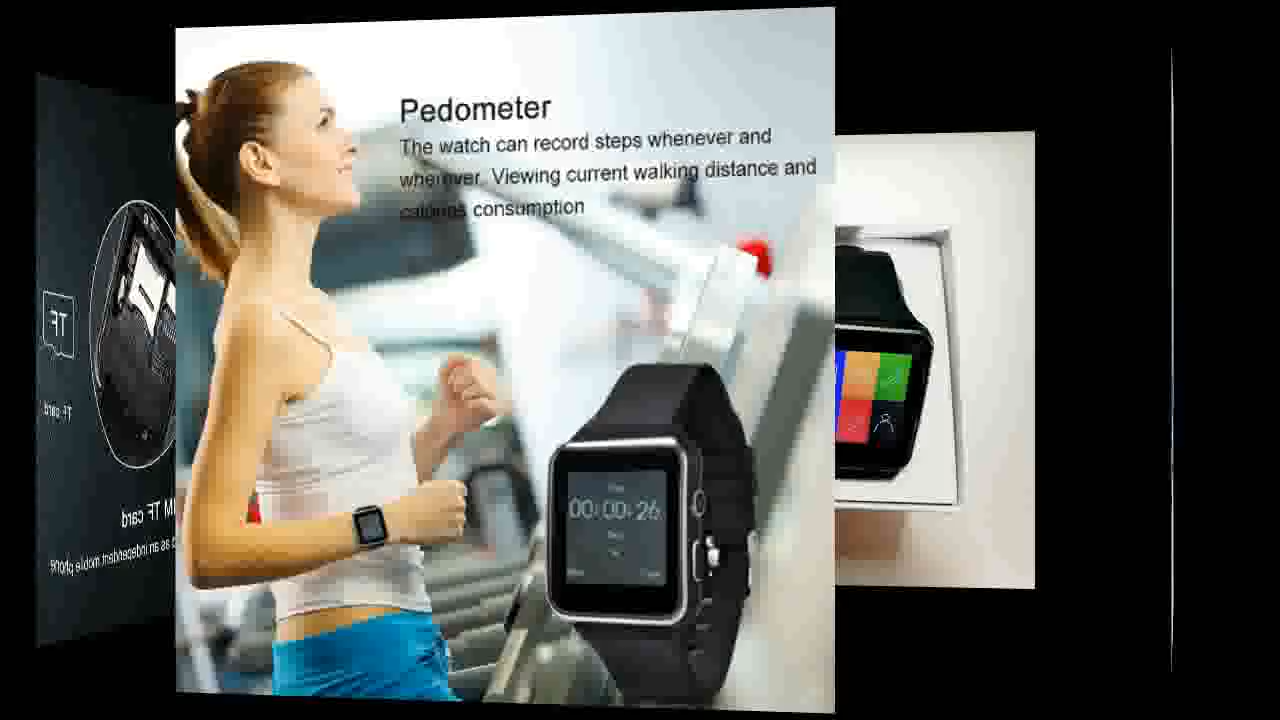 Pedometer
The watch can record steps whenever and
wherever. Viewing current walking distance and
calories consumption
00:00:26
TF
TF card
M TF card
as an independent mobile phone